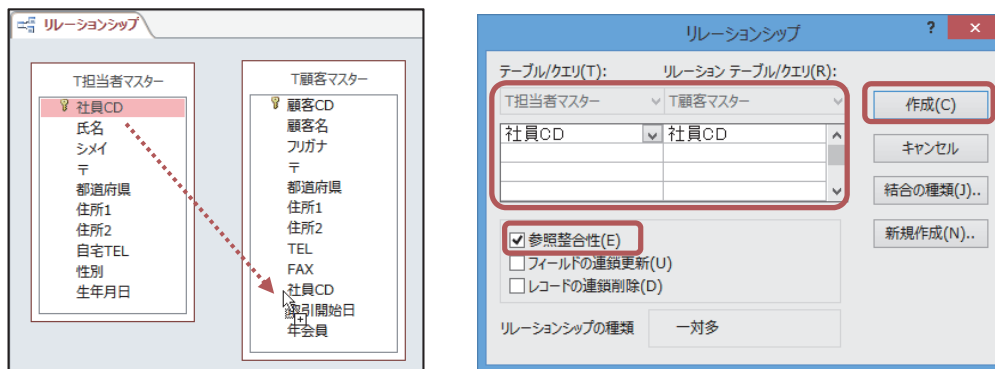 リレーションシップ
T担当者マスター
社員CD
氏名
シメイ
〒
都道府県
住所1
住所2
自宅TEL
性別
生年月日
T顧客マスター
顧客CD
顧客名
フリガナ
〒
都道府県
住所1
住所2
TEL
FAX
社員CD
取引開始日
年会員
リレーションシップ
?
×
テーブル/クエリ(T):
リレーション テーブル/クエリ(R):
T担当者マスター
T顧客マスター
社員CD
社員CD
参照整合性(E)
フィールドの連鎖更新(U)
レコードの連鎖削除(D)
リレーションシップの種類
一対多
作成(C)
キャンセル
結合の種類(J)..
新規作成(N)..